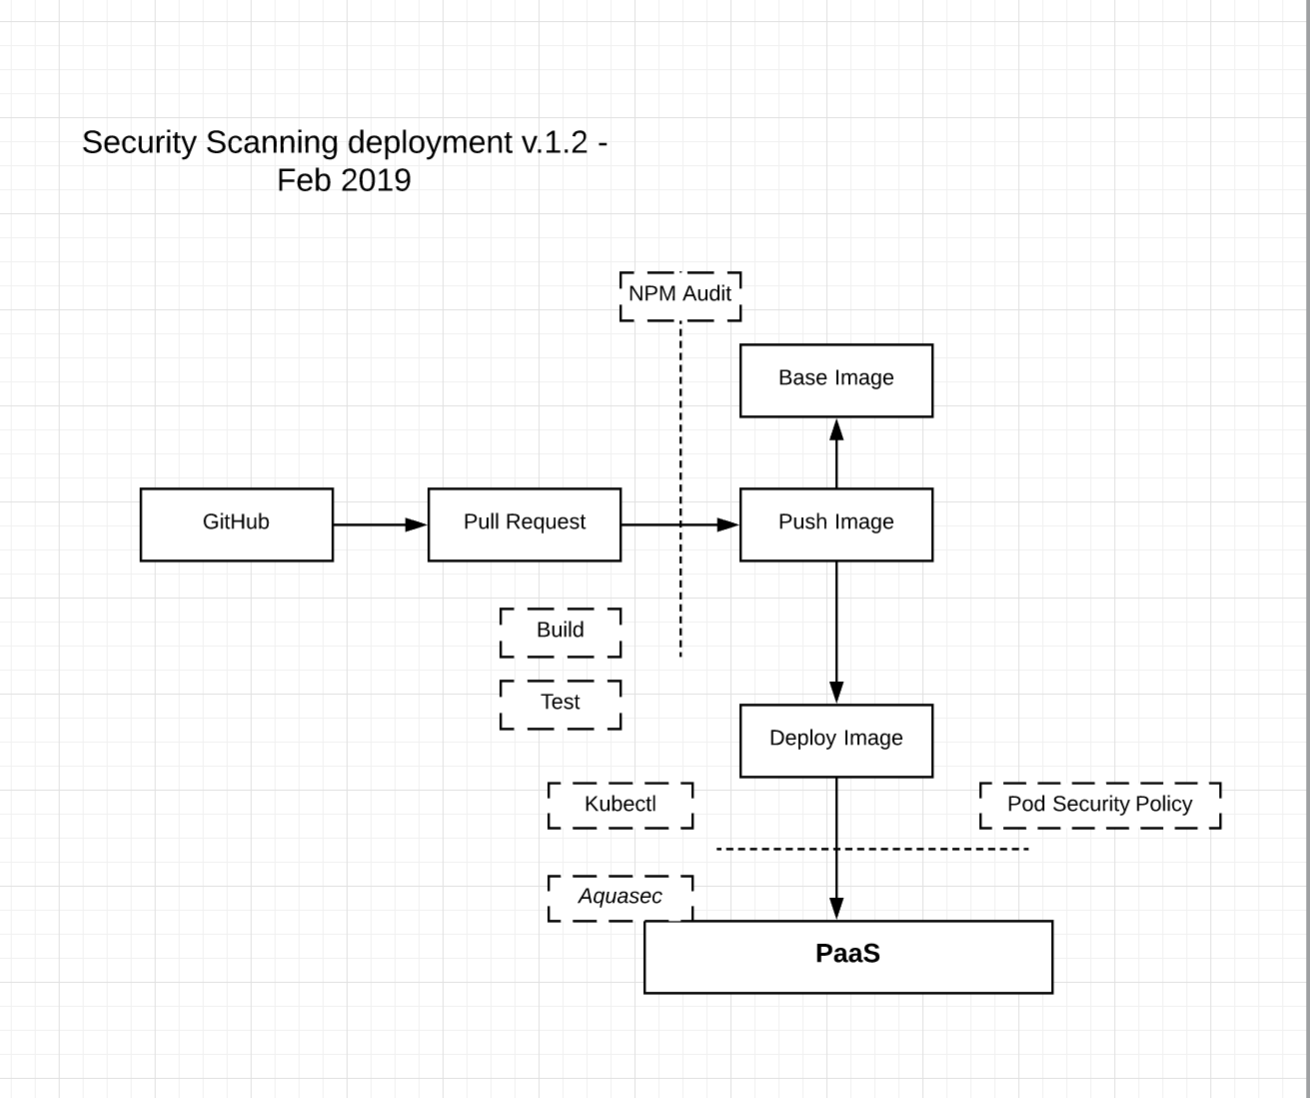 Security Scanning deployment v.1.2 -
Feb 2019
NPM Audit
Base Image
GitHub
Pull Request
Push Image
Build
Test
Deploy Image
Kubectl
Pod Security Policy
Aquasec
PaaS